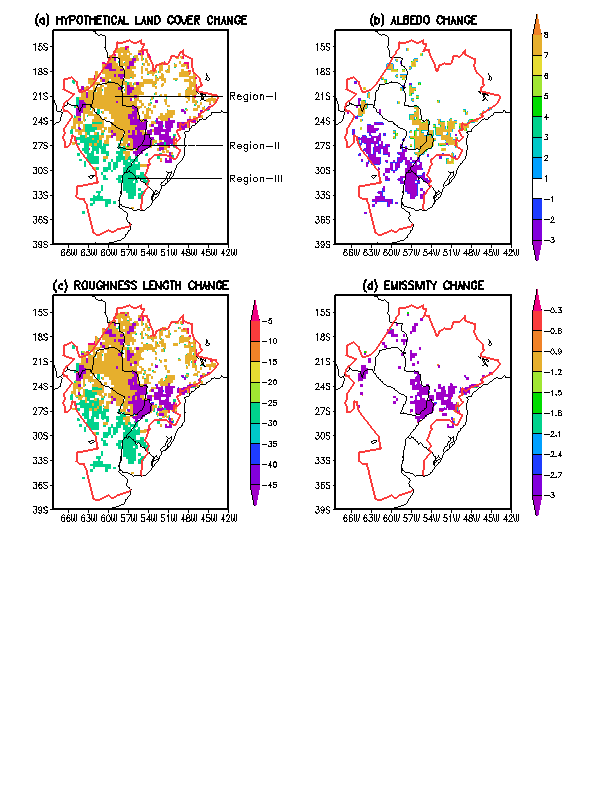 (a) HYPOTHETICAL LAND COVER CHANGE
(b) ALBEDO CHANGE
15S
18S
21S
24S
27S
30S
33S
36S
39S
66W 63W 60W 57W 54W 51W 48W 45W 42W
Region-I
Region-II
Region-III
15S
18S
21S
24S
27S
30S
33S
36S
39S
66W 63W 60W 57W 54W 51W 48W 45W 42W
8
7
6
5
4
3
2
1
-1
-2
-3
(c) ROUGHNESS LENGTH CHANGE
(d) EMISSIVITY CHANGE
15S
18S
21S
24S
27S
30S
33S
36S
39S
66W 63W 60W 57W 54W 51W 48W 45W 42W
-5
-10
-15
-20
-25
-30
-35
-40
-45
15S
18S
21S
24S
27S
30S
33S
36S
39S
66W 63W 60W 57W 54W 51W 48W 45W 42W
-0.3
-0.6
-0.9
-1.2
-1.5
-1.8
-2.1
-2.4
-2.7
-3